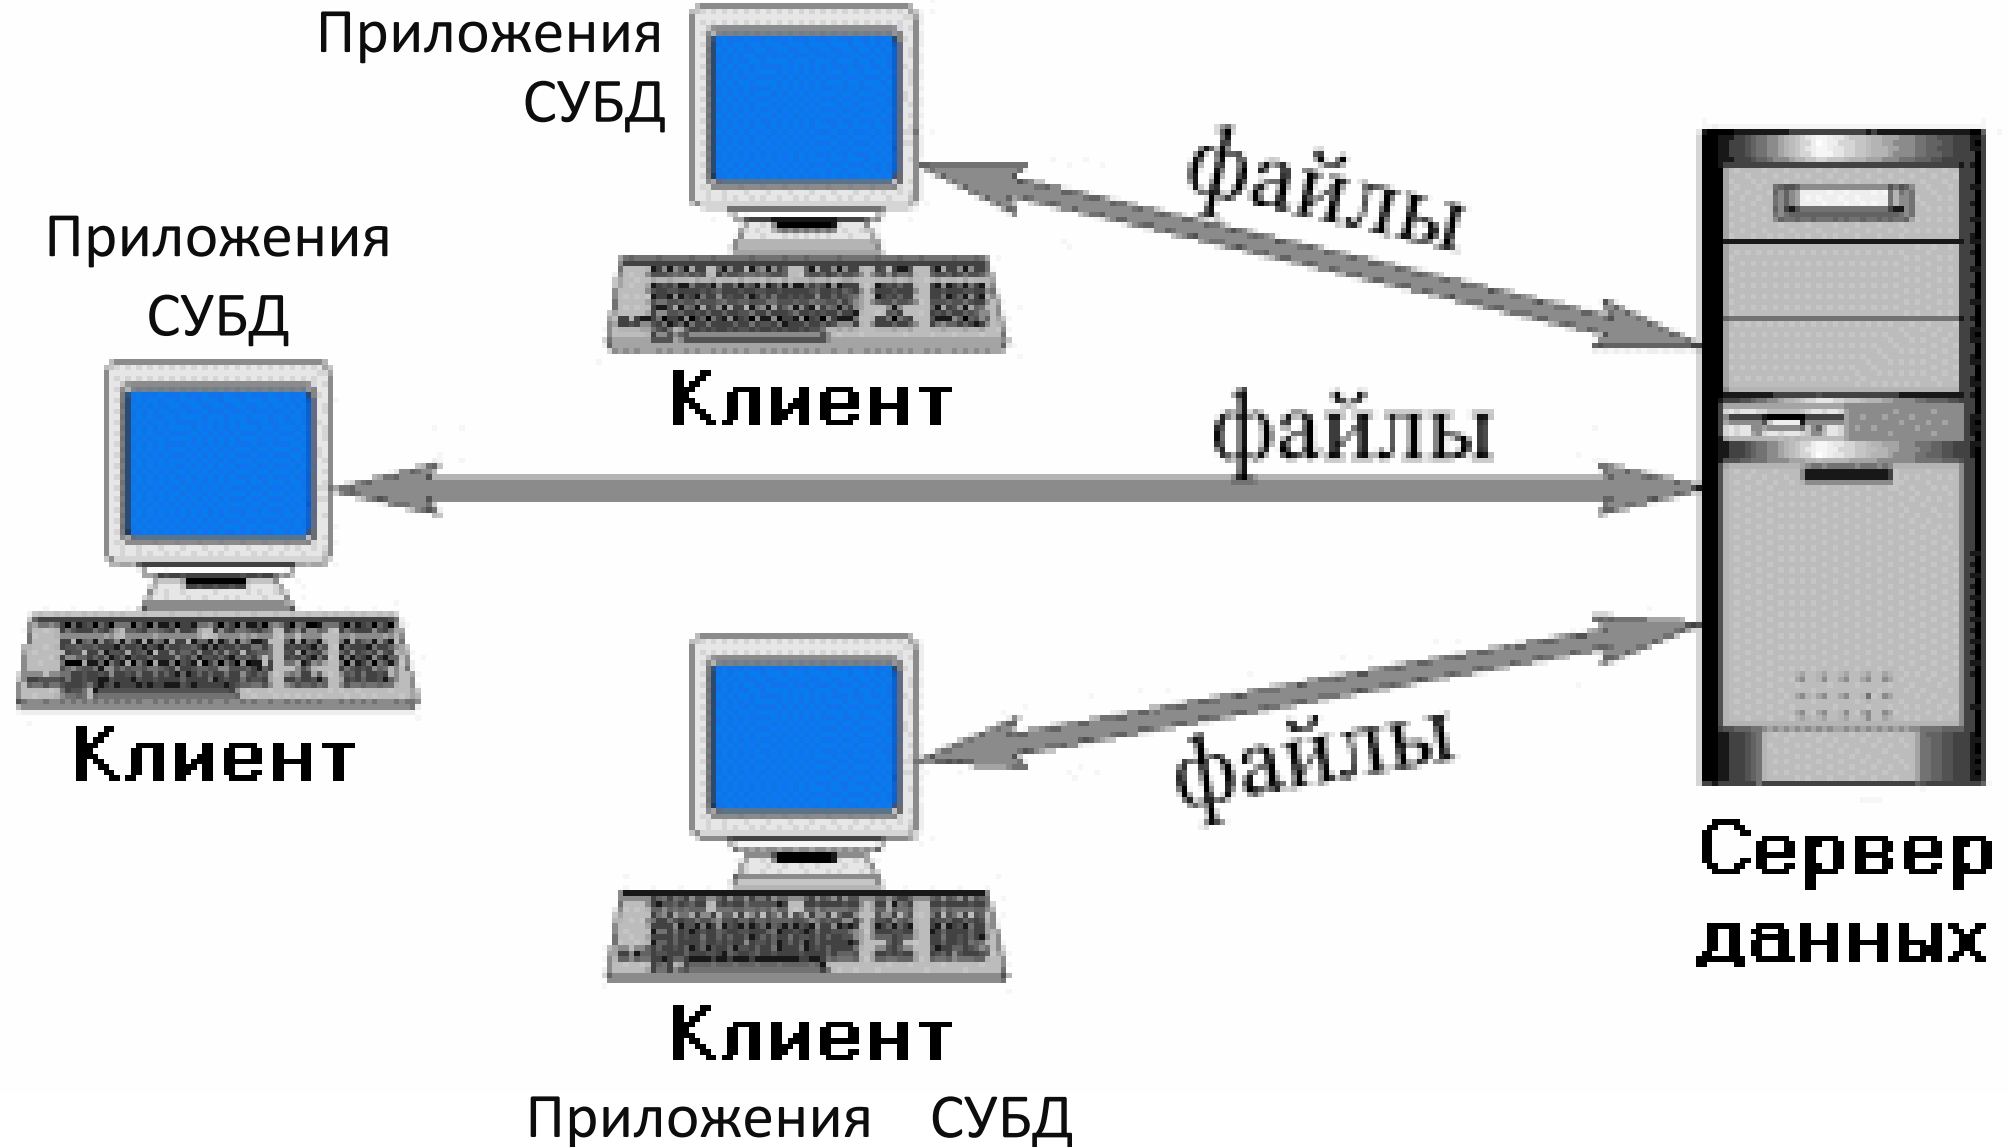 Приложения
СУБД
файлы
Приложения
СУБД
Клиент
файлы
Клиент
файлы
Сервер
данных
Клиент
Приложения СУБД